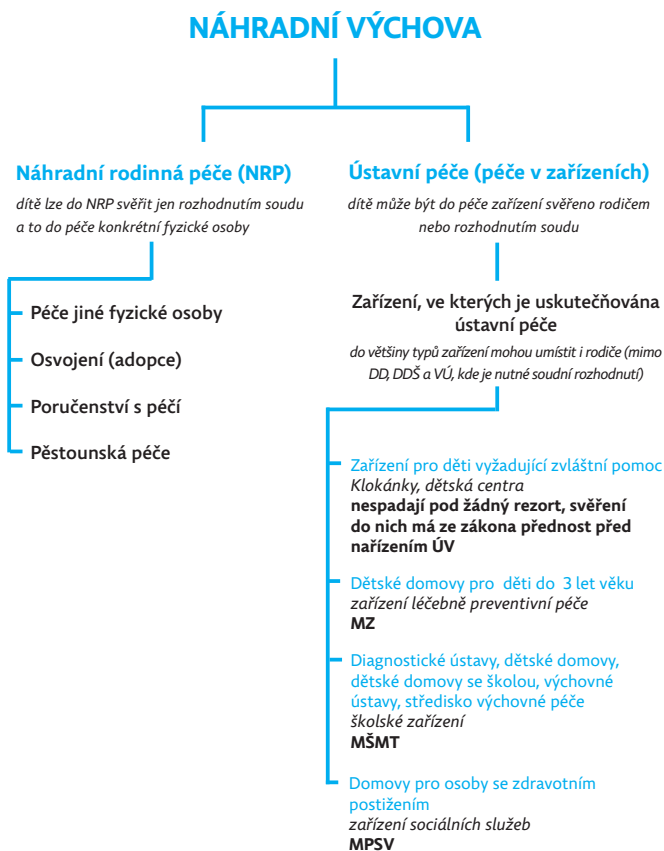 NÁHRADNÍ VÝCHOVA
Náhradní rodinná péče (NRP)
dítě lze do NRP svěřit jen rozhodnutím soudu
a to do péče konkrétní fyzické osoby
Péče jiné fyzické osoby
Osvojení (adopce)
Poručenství s péčí
Pěstounská péče
Ústavní péče (péče v zařízeních)
dítě může být do péče zařízení svěřeno rodičem
nebo rozhodnutím soudu
Zařízení, ve kterých je uskutečňována
ústavní péče
do většiny typů zařízení mohou umístit i rodiče (mimo
DD, DDŠ a VÚ, kde je nutné soudní rozhodnutí)
Zařízení pro děti vyžadující zvláštní pomoc
Klokánky, dětská centra
nespadají pod žádný rezort, svěření
do nich má ze zákona přednost před
nařízením ÚV
Dětské domovy pro děti do 3 let věku
zařízení léčebně preventivní péče
MZ
Diagnostické ústavy, dětské domovy,
dětské domovy se školou, výchovné
ústavy, středisko výchovné péče
školské zařízení
MŠMT
Domovy pro osoby se zdravotním
postižením
zařízení sociálních služeb
MPSV